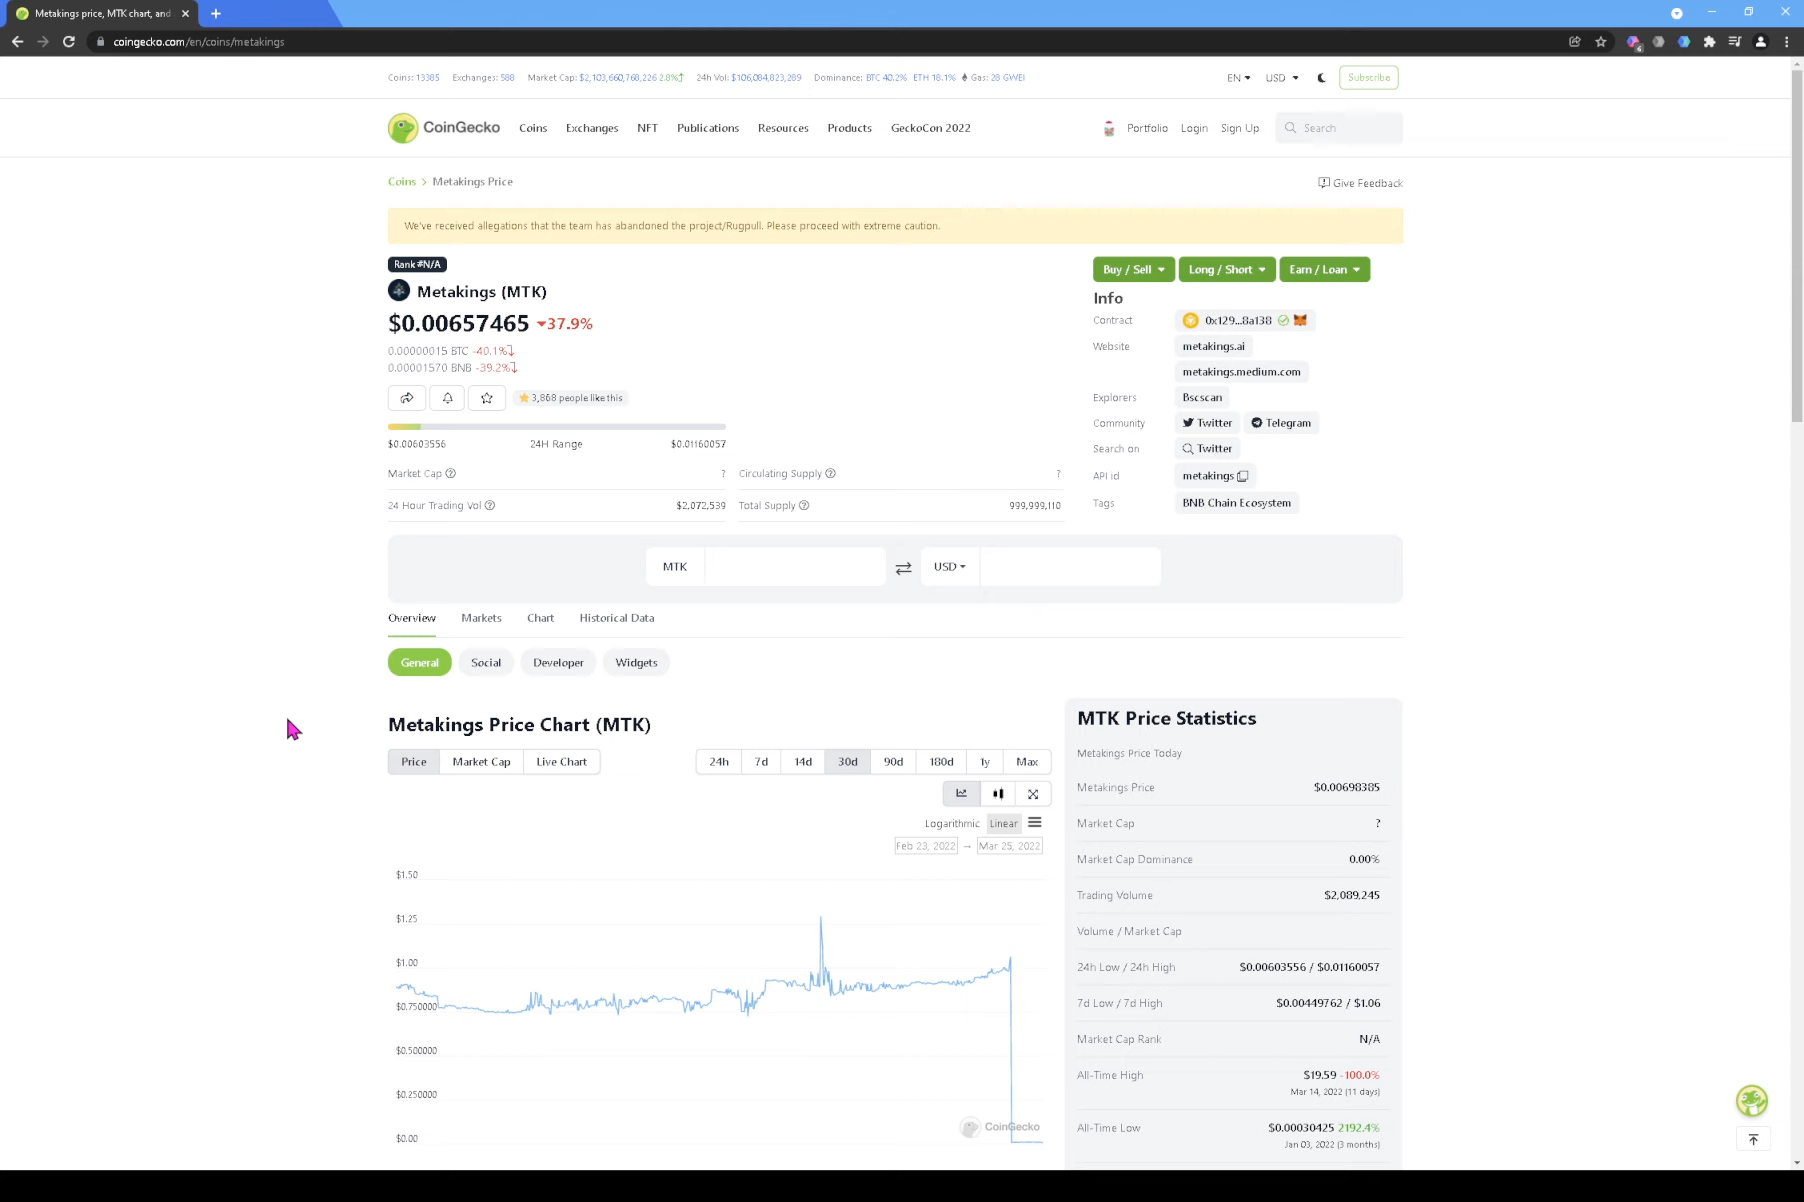 Metakings price, MTK chart, and
coingecko.com/en/coins/metakings
Coins: 13385 Exchanges: 588 Market Cap: $2,103,660,768,226 2.8% 24h Vol: $106,084,823,289 Dominance: BTC 40.2% ETH 18.1% Gas: 28 GWEI EN USD Subscribe
CoinGecko Coins Exchanges NFT Publications Resources Products GeckoCon 2022 Portfolio Login Sign Up Search
Coins > Metakings Price Give Feedback
We've received allegations that the team has abandoned the project/Rugpull. Please proceed with extreme caution.
Rank #N/A
Metakings (MTK)
$0.00657465 37.9%
0.00000015 BTC -40.1%
0.00001570 BNB -39.2%
3,868 people like this
$0.00603556 24H Range $0.01160057
Market Cap ? Circulating Supply ?
24 Hour Trading Vol $2,072,539 Total Supply 999,999,110
Buy / Sell Long / Short Earn / Loan
Info
Contract 0x129...8a138
Website metakings.ai
metakings.medium.com
Explorers Bscscan
Community Twitter Telegram
Search on Twitter
API id metakings
Tags BNB Chain Ecosystem
MTK USD
Overview Markets Chart Historical Data
General Social Developer Widgets
Metakings Price Chart (MTK)
Price Market Cap Live Chart 24h 7d 14d 30d 90d 180d 1y Max
Logarithmic Linear
Feb 23, 2022 → Mar 25, 2022
$1.50
$1.25
$1.00
$0.750000
$0.500000
$0.250000
$0.00
CoinGecko
MTK Price Statistics
Metakings Price Today
Metakings Price $0.00698385
Market Cap ?
Market Cap Dominance 0.00%
Trading Volume $2,089,245
Volume / Market Cap
24h Low / 24h High $0.00603556 / $0.01160057
7d Low / 7d High $0.00449762 / $1.06
Market Cap Rank N/A
All-Time High $19.59 -100.0%
Mar 14, 2022 (11 days)
All-Time Low $0.00030425 2192.4%
Jan 03, 2022 (3 months)